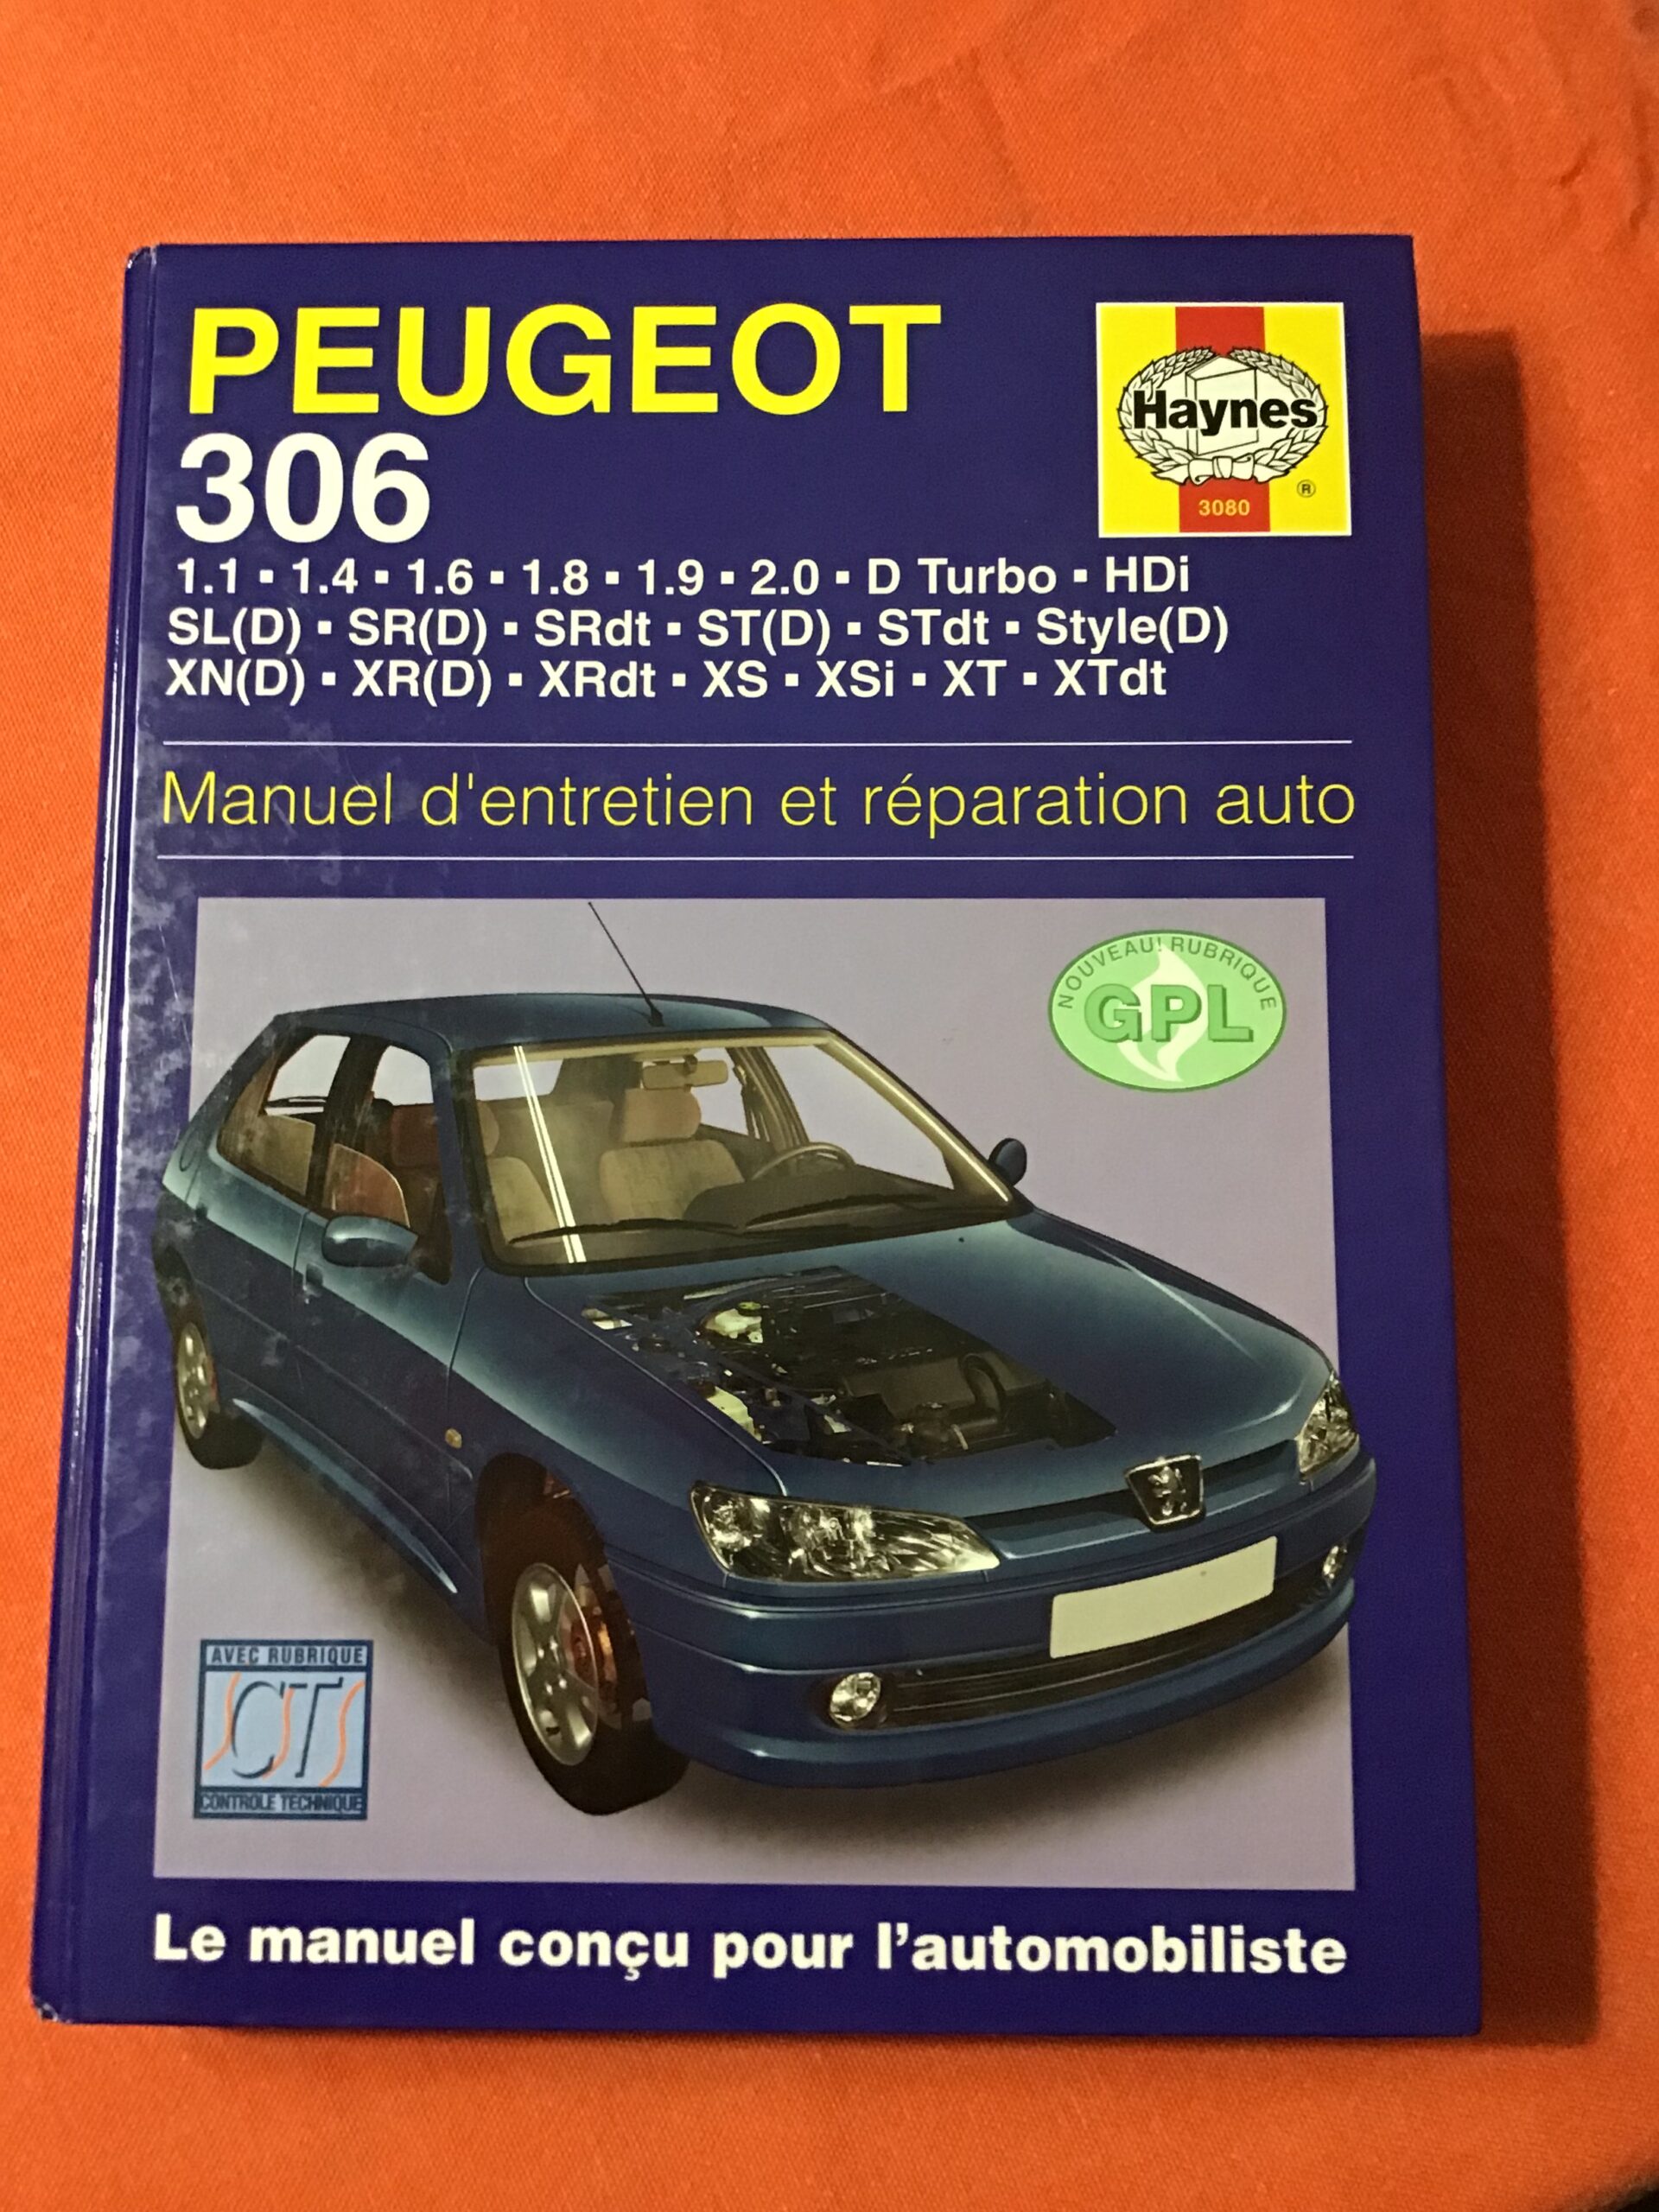 PEUGEOT
306
Haynes
®
3080
1.1 ▪ 1.4 ▪ 1.6 ▪ 1.8 ▪ 1.9 ▪ 2.0 ▪ D Turbo ▪ HDi
SL(D) ▪ SR(D) ▪ SRdt ▪ ST(D) ▪ STdt ▪ Style(D)
XN(D) ▪ XR(D) ▪ XRdt ▪ XS ▪ XSi ▪ XT ▪ XTdt
Manuel d'entretien et réparation auto
NOUVEAU! RUBRIQUE
GPL
AVEC RUBRIQUE
CT
CONTROLE TECHNIQUE
Le manuel conçu pour l’automobiliste